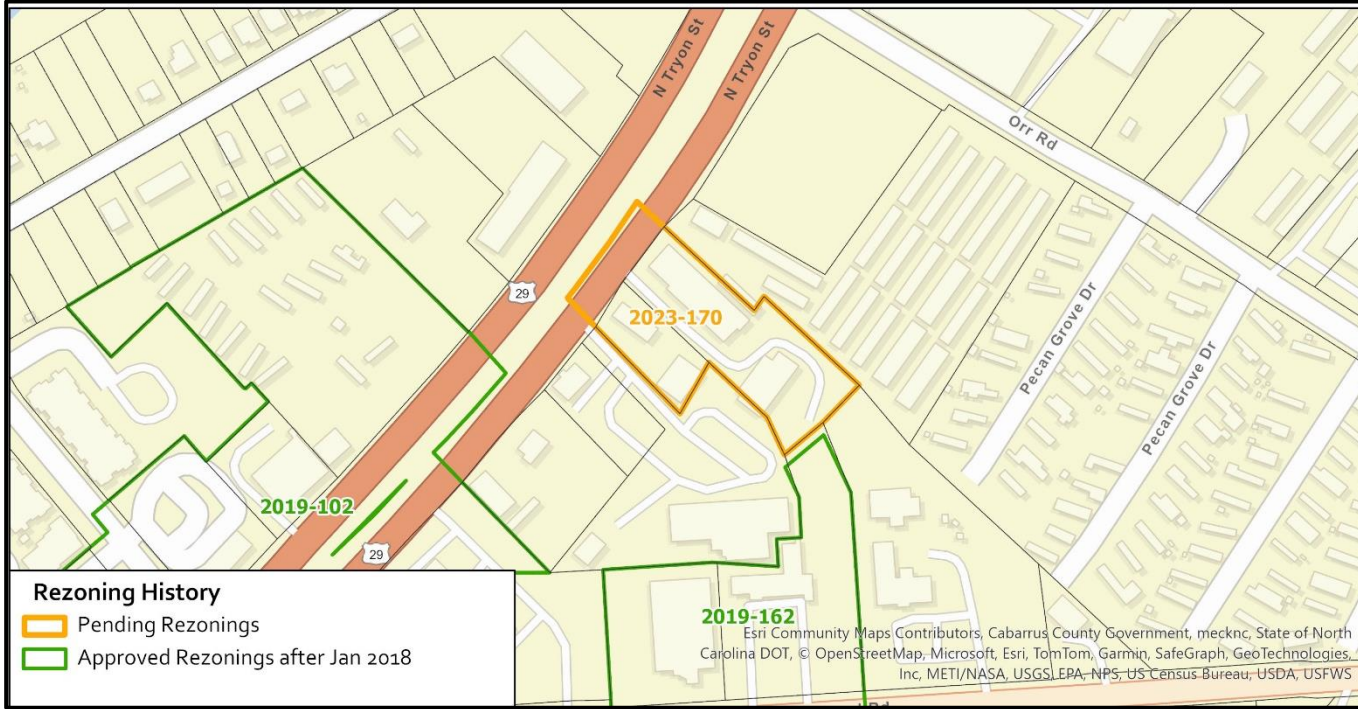 N Tryon St
N Tryon St
Orr Rd
29
2023-170
Pecan Grove Dr
Pecan Grove Dr
2019-102
29
2019-162
Rezoning History
Pending Rezonings
Approved Rezonings after Jan 2018
Esri Community Maps Contributors, Cabarrus County Government, mecknc, State of North
Carolina DOT, © OpenStreetMap, Microsoft, Esri, TomTom, Garmin, SafeGraph, GeoTechnologies,
Inc, METI/NASA, USGS, EPA, NPS, US Census Bureau, USDA, USFWS
Rd